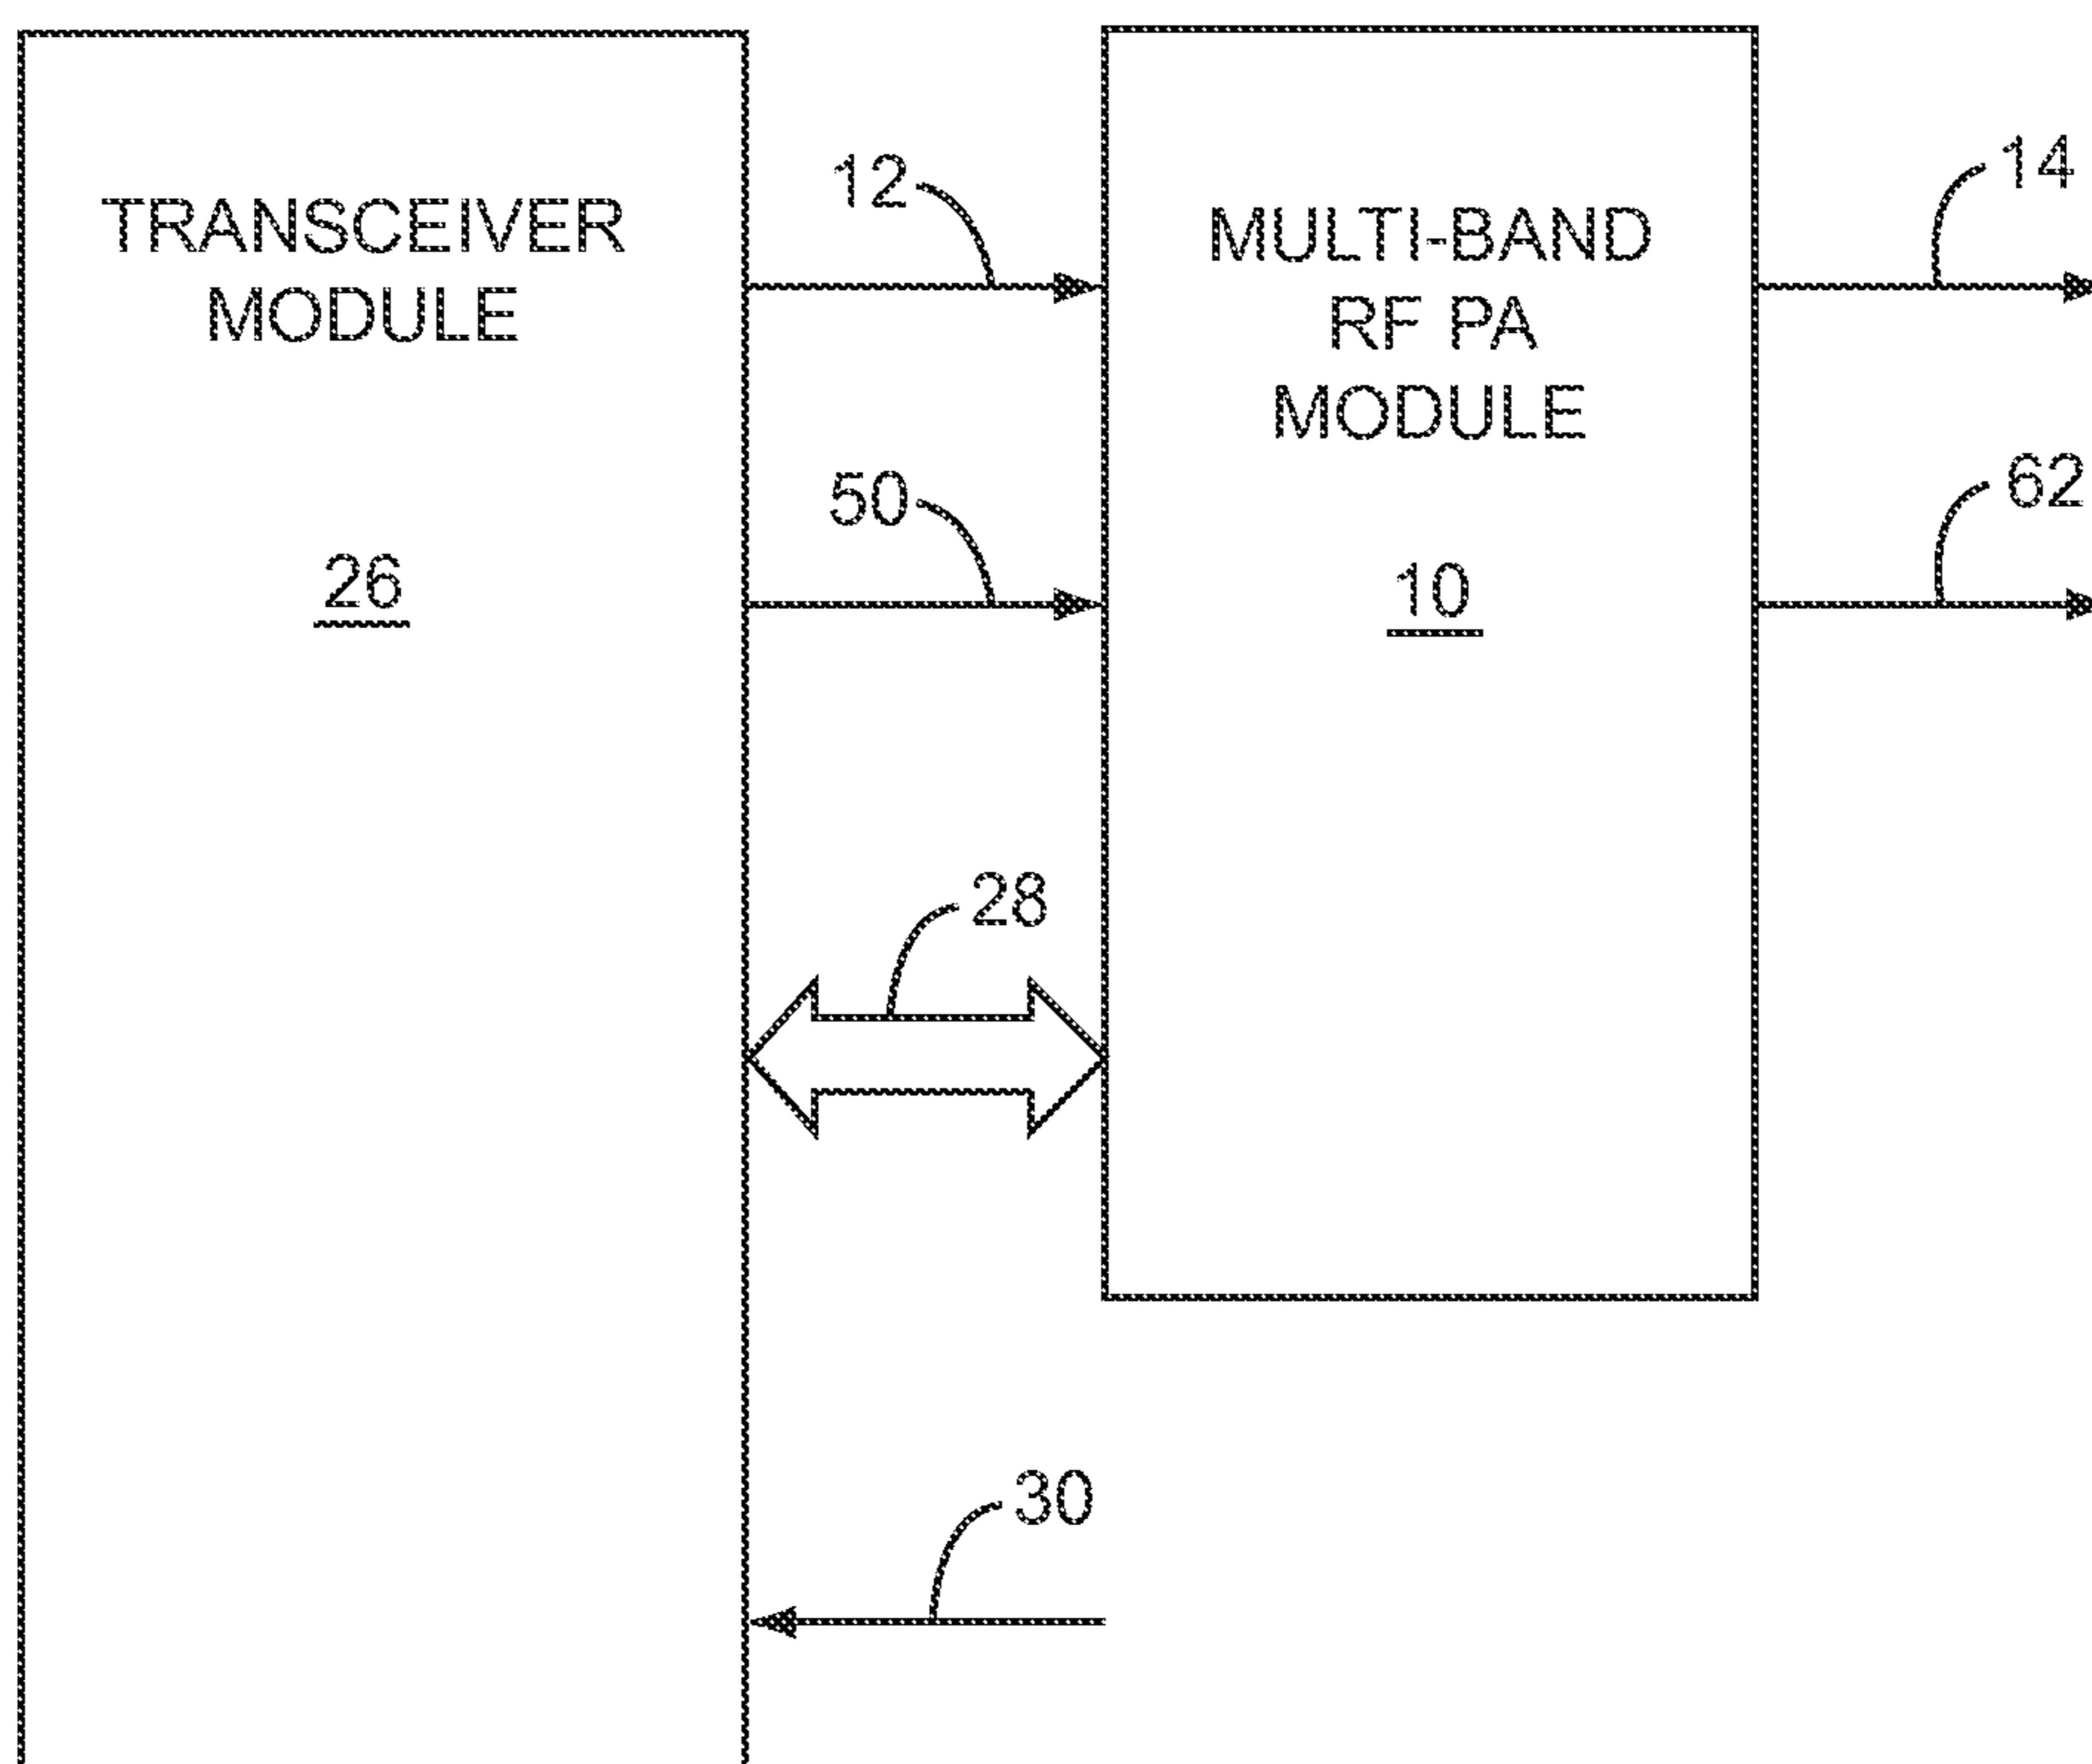 TRANSCEIVER
MODULE
26
12
50
MULTI-BAND
RF PA
MODULE
10
14
62
28
30